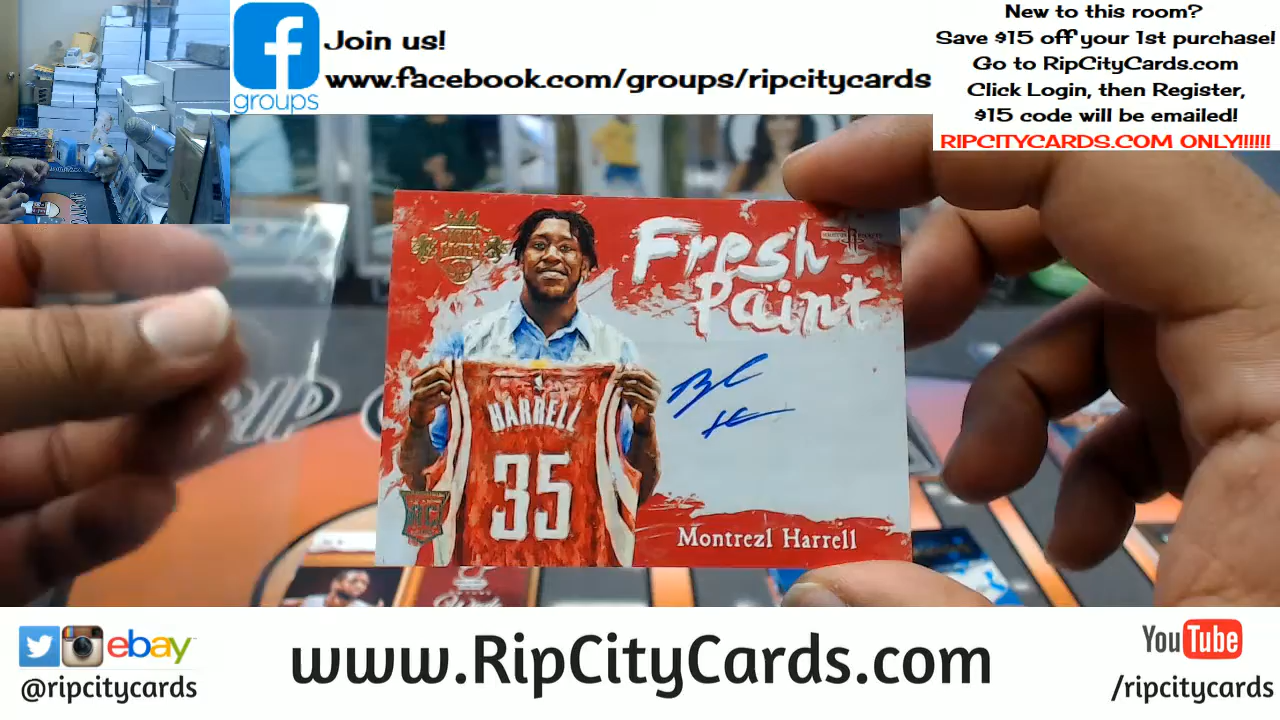 Join us!
www.facebook.com/groups/ripcitycards
f
groups
New to this room?
Save $15 off your 1st purchase!
Go to RipCityCards.com
Click Login, then Register,
$15 code will be emailed!
RIPCITYCARDS.COM ONLY!!!!!!
Fresh
Paint
HARRELL
35
Montrezl Harrell
RIP
ebay
@ripcitycards
www.RipCityCards.com
YouTube
/ripcitycards